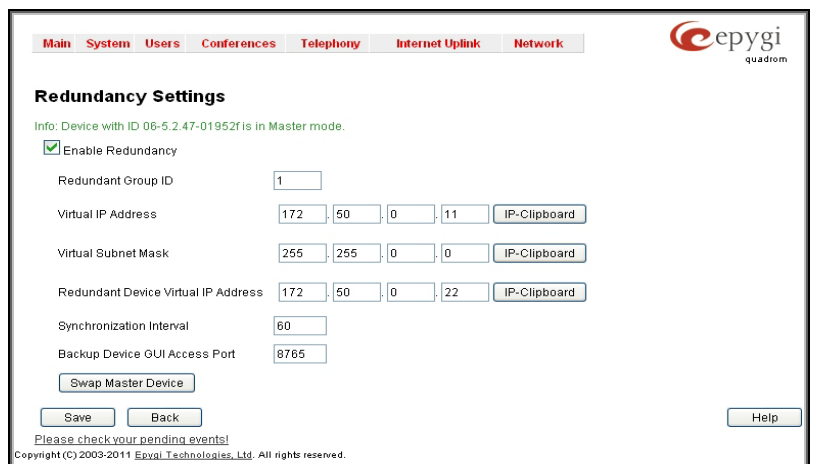 Main System Users Conferences Telephony Internet Uplink Network
epygi
quadrom
Redundancy Settings
Info: Device with ID 06-5.2.47-01952f is in Master mode.
Enable Redundancy
Redundant Group ID 1
Virtual IP Address 172 . 50 . 0 . 11 IP-Clipboard
Virtual Subnet Mask 255 . 255 . 0 . 0 IP-Clipboard
Redundant Device Virtual IP Address 172 . 50 . 0 . 22 IP-Clipboard
Synchronization Interval 60
Backup Device GUI Access Port 8765
Swap Master Device
Save Back Help
Please check your pending events!
Copyright (C) 2003-2011 Epygi Technologies, Ltd. All rights reserved.